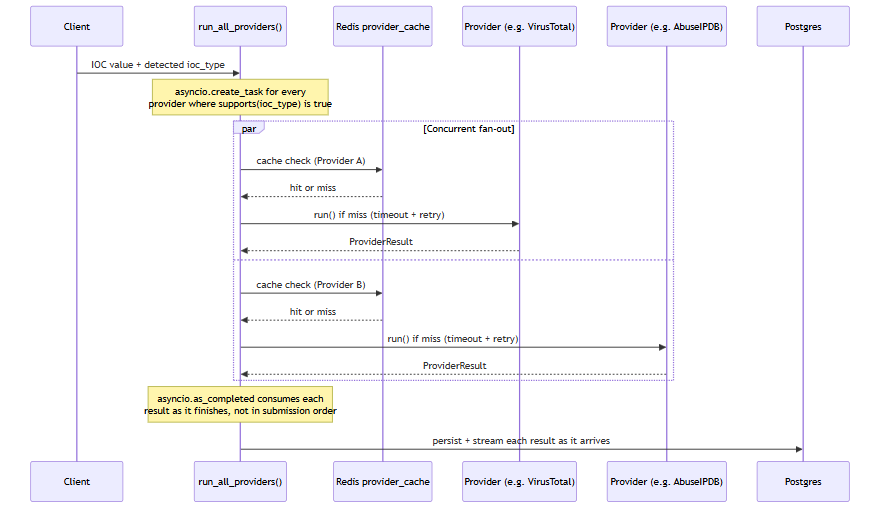 Client
run_all_providers()
Redis provider_cache
Provider (e.g. VirusTotal)
Provider (e.g. AbuseIPDB)
Postgres
IOC value + detected ioc_type
asyncio.create_task for every
provider where supports(ioc_type) is true
par
[Concurrent fan-out]
cache check (Provider A)
hit or miss
run() if miss (timeout + retry)
ProviderResult
cache check (Provider B)
hit or miss
run() if miss (timeout + retry)
ProviderResult
asyncio.as_completed consumes each
result as it finishes, not in submission order
persist + stream each result as it arrives
Client
run_all_providers()
Redis provider_cache
Provider (e.g. VirusTotal)
Provider (e.g. AbuseIPDB)
Postgres